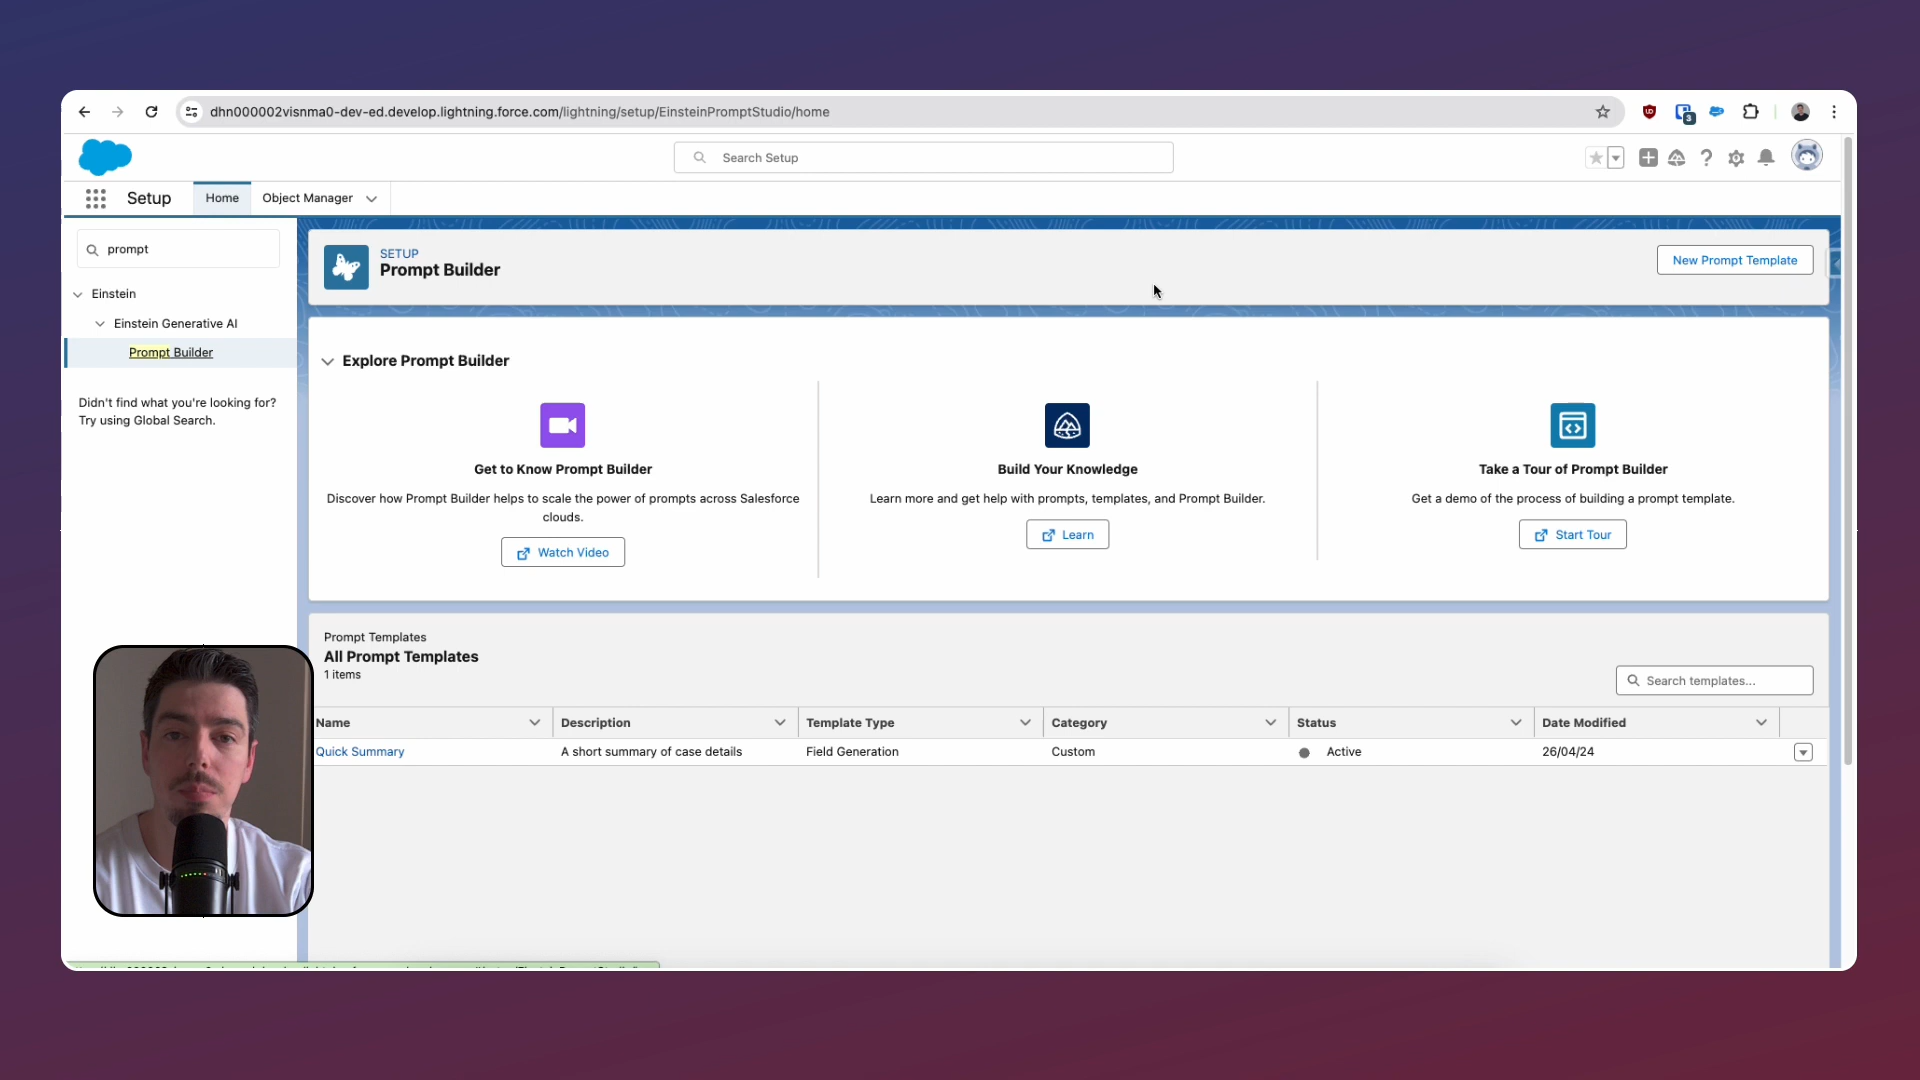 dhn000002visnma0-dev-ed.develop.lightning.force.com/lightning/setup/EinsteinPromptStudio/home
3
Search Setup
Setup
Home
Object Manager
prompt
Einstein
Einstein Generative AI
Prompt Builder
Didn't find what you're looking for?
Try using Global Search.
SETUP
Prompt Builder
New Prompt Template
Explore Prompt Builder
Get to Know Prompt Builder
Discover how Prompt Builder helps to scale the power of prompts across Salesforce
clouds.
Watch Video
Build Your Knowledge
Learn more and get help with prompts, templates, and Prompt Builder.
Learn
Take a Tour of Prompt Builder
Get a demo of the process of building a prompt template.
Start Tour
Prompt Templates
All Prompt Templates
1 items
Search templates...
Name Description Template Type Category Status Date Modified
Quick Summary A short summary of case details Field Generation Custom Active 26/04/24